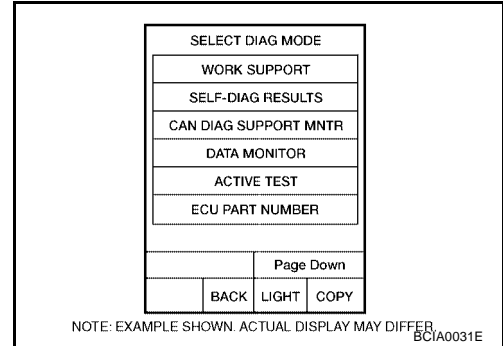 SELECT DIAG MODE
WORK SUPPORT
SELF-DIAG RESULTS
CAN DIAG SUPPORT MNTR
DATA MONITOR
ACTIVE TEST
ECU PART NUMBER
Page Down
BACK LIGHT COPY
NOTE: EXAMPLE SHOWN. ACTUAL DISPLAY MAY DIFFER.
BCIA0031E